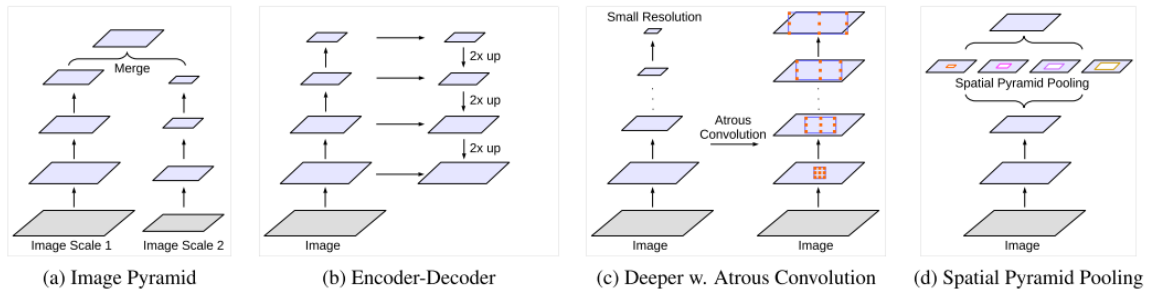 Merge
Image Scale 1
Image Scale 2
(a) Image Pyramid
2x up
2x up
2x up
Image
(b) Encoder-Decoder
Small Resolution
Atrous
Convolution
Image
Image
(c) Deeper w. Atrous Convolution
Spatial Pyramid Pooling
Image
(d) Spatial Pyramid Pooling